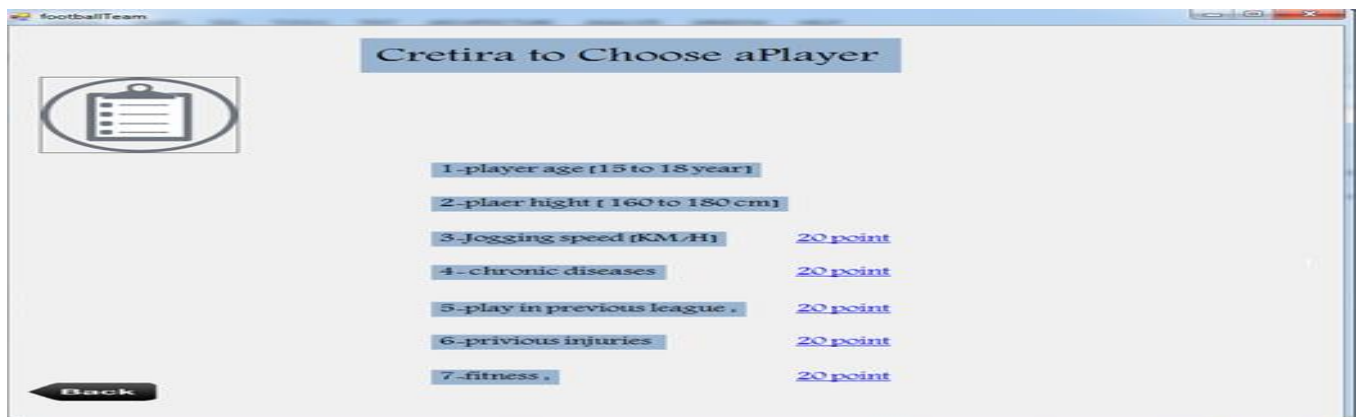 footballTeam
Cretira to Choose aPlayer
1-player age (15 to 18 year)
2-plaer hight ( 160 to 180 cm)
3-Jogging speed (KM/H) 20 point
4- chronic diseases 20 point
5-play in previous league , 20 point
6-privious injuries 20 point
7-fitness , 20 point
Back